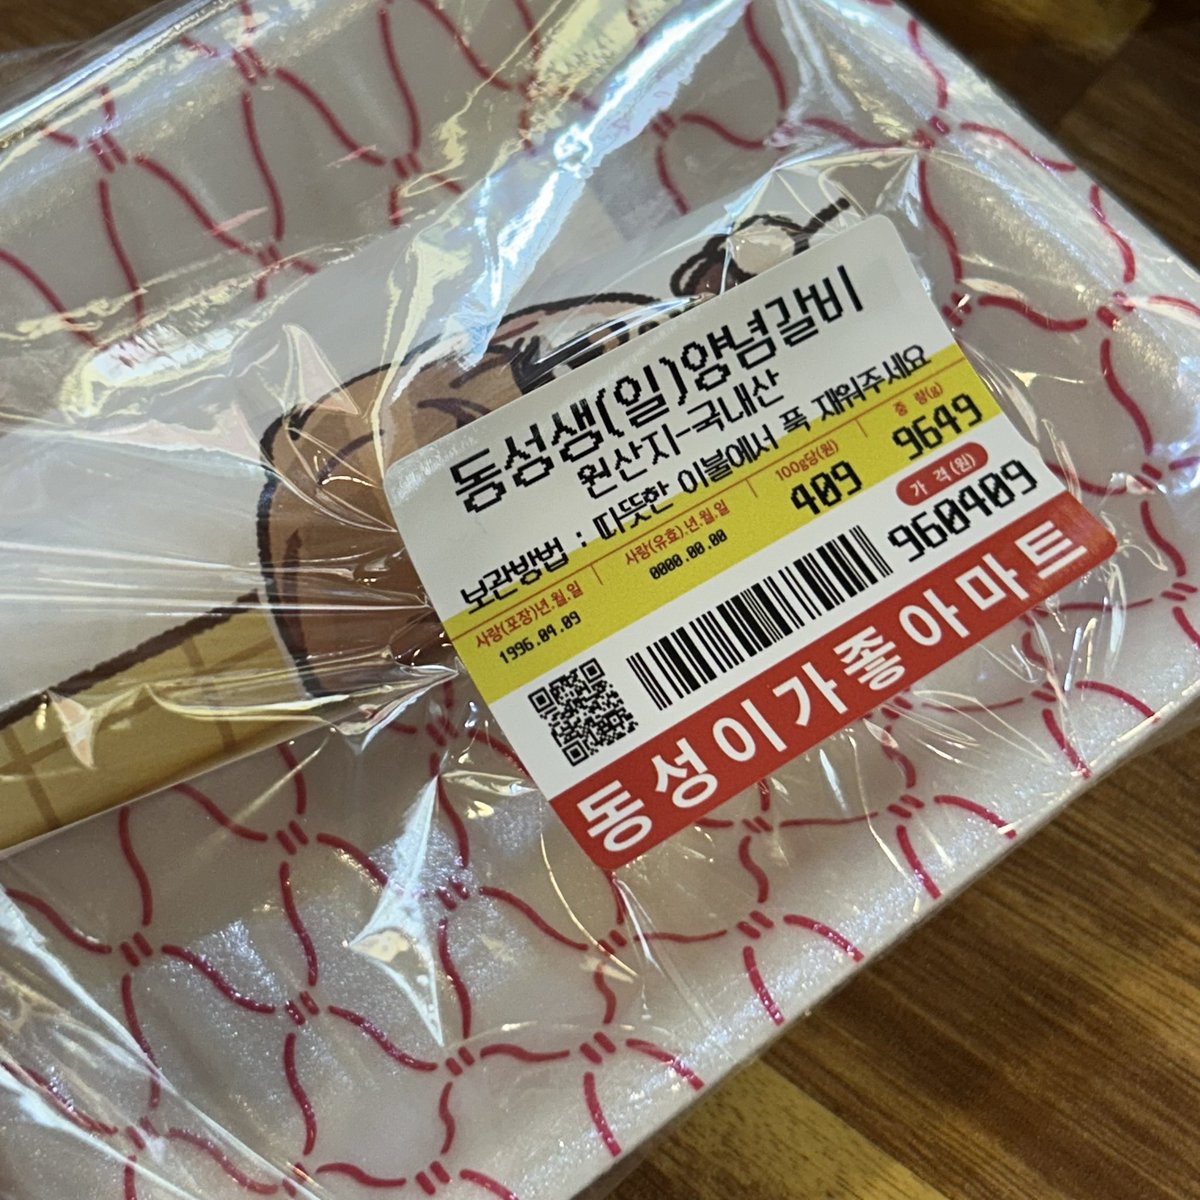 동성생(일)양념갈비
원산지-국내산
보관방법 : 따뜻한 이불에서 푹 재워주세요
사랑(포장)년.월.일
1996.04.09
사랑(유효).년.월.일
0000.00.00
100g당(원)
409
중 량(g)
9649
가 격(원)
960409
동성이가좋아마트